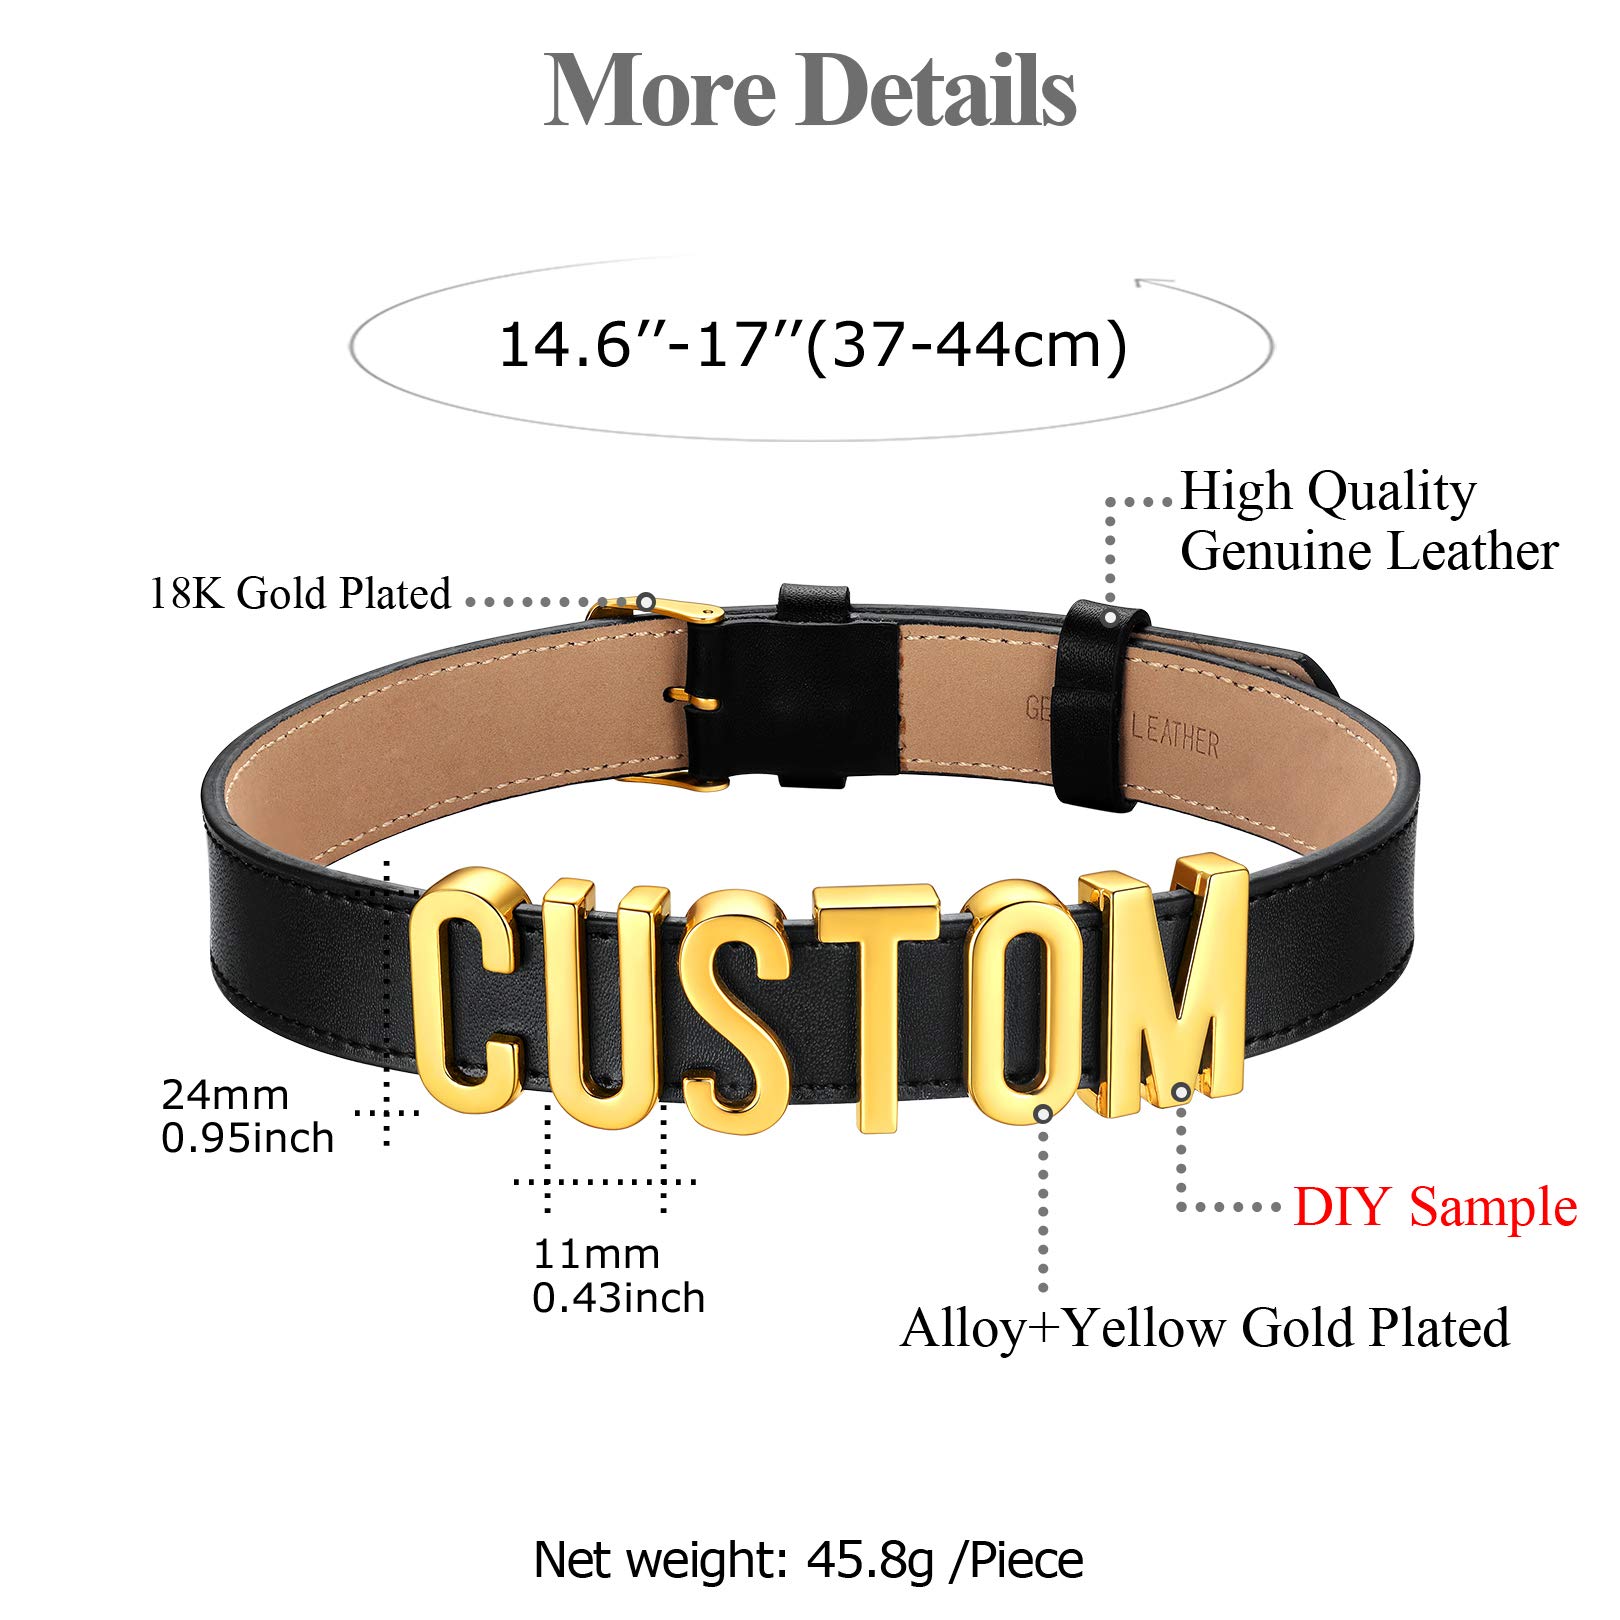 More Details
14.6’’-17’’(37-44cm)
High Quality
Genuine Leather
18K Gold Plated
LEATHER
CUSTOM
24mm
0.95inch
11mm
0.43inch
DIY Sample
Alloy+Yellow Gold Plated
Net weight: 45.8g /Piece